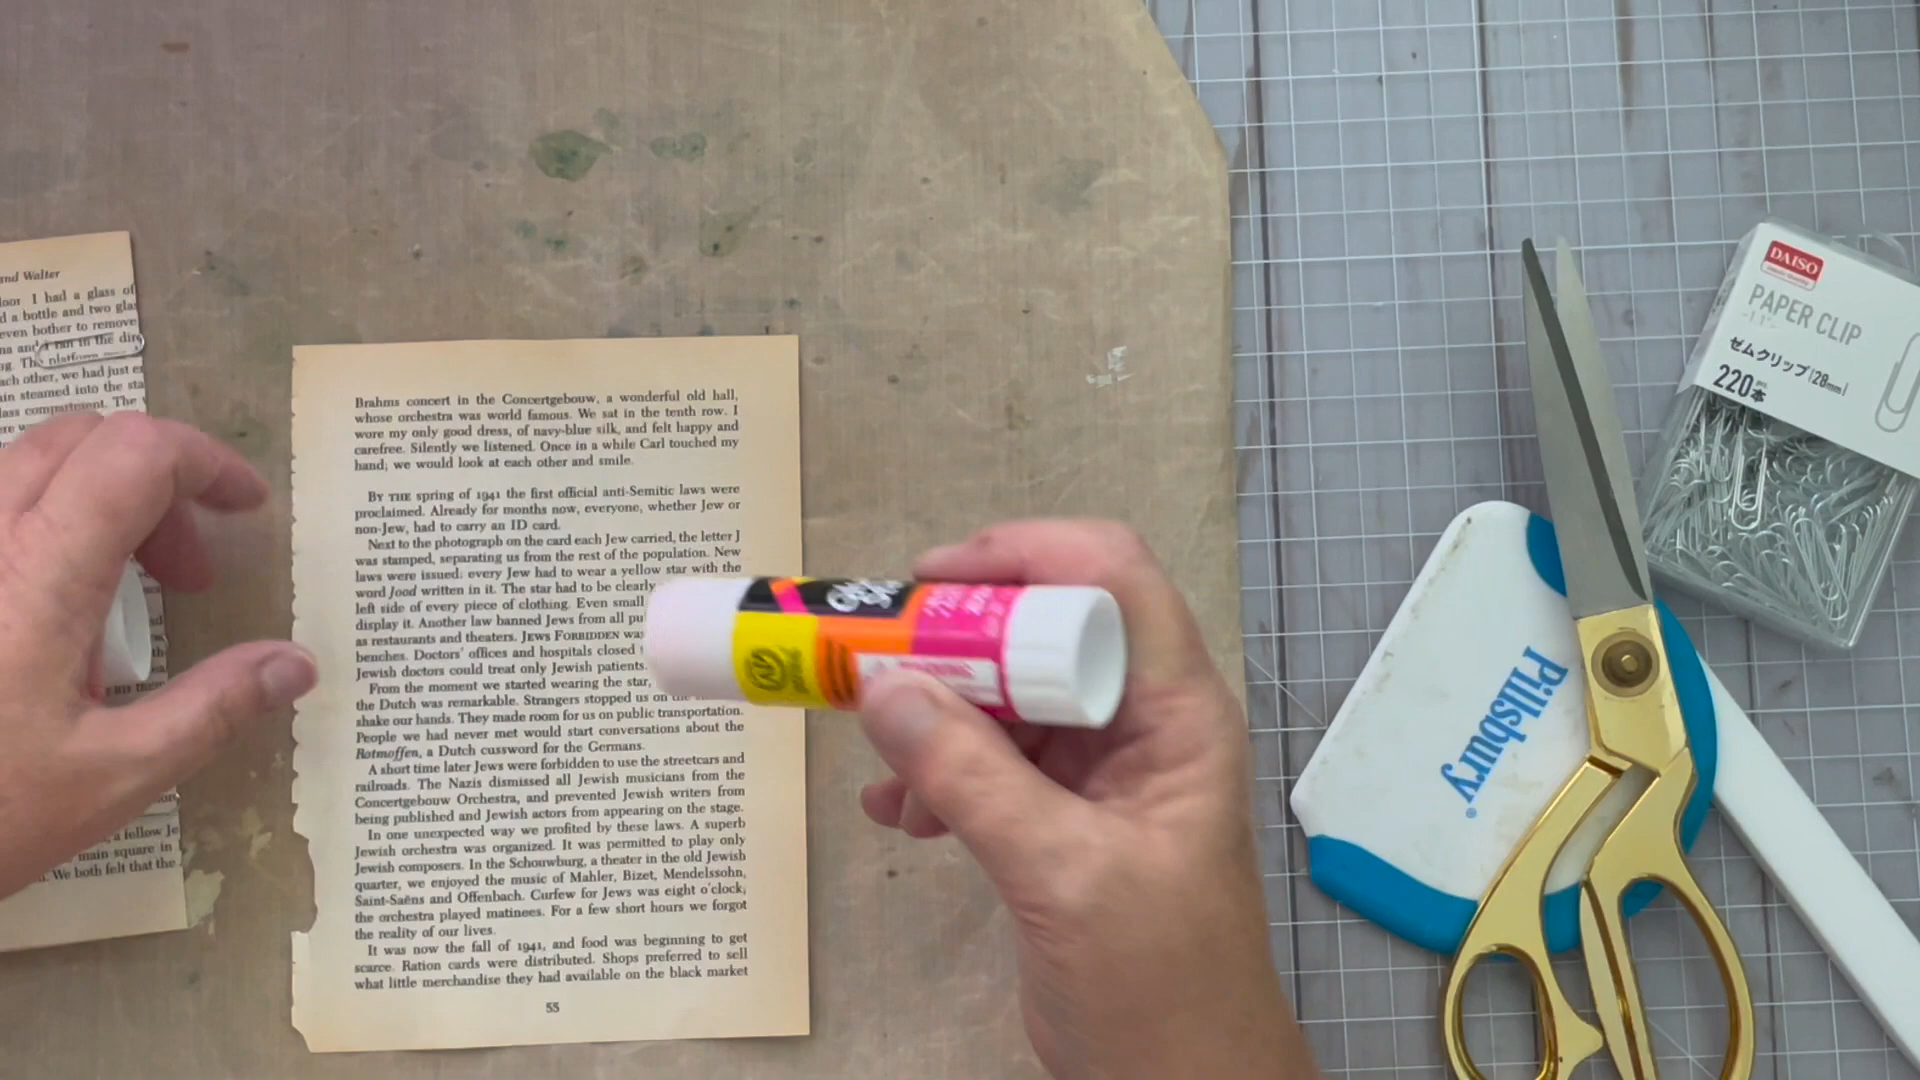 and Walter
loor I had a glass of
d a bottle and two gla
even bother to remove
na and I ran in the dir
ng. The platform
ach other, we had just
ain steamed into the sta
lass compartment. The
ere
a fellow Je
main square in
We both felt that the
Brahms concert in the Concertgebouw, a wonderful old hall,
whose orchestra was world famous. We sat in the tenth row. I
wore my only good dress, of navy-blue silk, and felt happy and
carefree. Silently we listened. Once in a while Carl touched my
hand; we would look at each other and smile.
BY THE spring of 1941 the first official anti-Semitic laws were
proclaimed. Already for months now, everyone, whether Jew or
non-Jew, had to carry an ID card.
Next to the photograph on the card each Jew carried, the letter J
was stamped, separating us from the rest of the population. New
laws were issued: every Jew had to wear a yellow star with the
word Jood written in it. The star had to be clearly
left side of every piece of clothing. Even small
display it. Another law banned Jews from all pu
as restaurants and theaters. JEWS FORBIDDEN was
benches. Doctors' offices and hospitals closed
Jewish doctors could treat only Jewish patients.
From the moment we started wearing the star,
the Dutch was remarkable. Strangers stopped us on the
shake our hands. They made room for us on public transportation.
People we had never met would start conversations about the
Rotmoffen, a Dutch cussword for the Germans.
A short time later Jews were forbidden to use the streetcars and
railroads. The Nazis dismissed all Jewish musicians from the
Concertgebouw Orchestra, and prevented Jewish writers from
being published and Jewish actors from appearing on the stage.
In one unexpected way we profited by these laws. A superb
Jewish orchestra was organized. It was permitted to play only
Jewish composers. In the Schouwburg, a theater in the old Jewish
quarter, we enjoyed the music of Mahler, Bizet, Mendelssohn,
Saint-Saëns and Offenbach. Curfew for Jews was eight o'clock;
the orchestra played matinees. For a few short hours we forgot
the reality of our lives.
It was now the fall of 1941, and food was beginning to get
scarce. Ration cards were distributed. Shops preferred to sell
what little merchandise they had available on the black market
55
WARNING
Pillsbury®
DAISO
PAPER CLIP
-1.1"-
ゼムクリップ(28mm)
220本